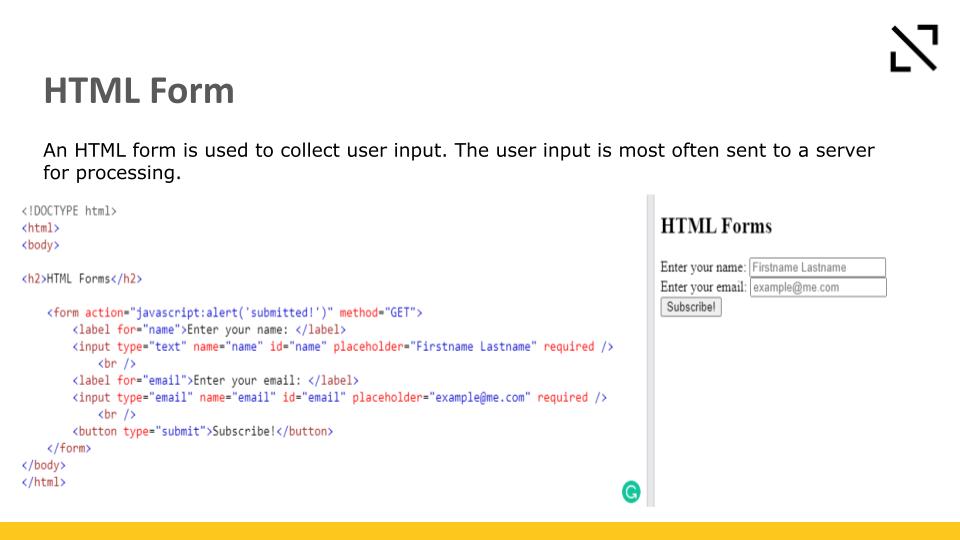 HTML Form
An HTML form is used to collect user input. The user input is most often sent to a server
for processing.
<!DOCTYPE html>
<html>
<body>
<h2>HTML Forms</h2>
<form action="javascript:alert('submitted!')" method="GET">
<label for="name">Enter your name: </label>
<input type="text" name="name" id="name" placeholder="Firstname Lastname" required />
<br />
<label for="email">Enter your email: </label>
<input type="email" name="email" id="email" placeholder="example@me.com" required />
<br />
<button type="submit">Subscribe!</button>
</form>
</body>
</html>
G
HTML Forms
Enter your name: Firstname Lastname
Enter your email: example@me.com
Subscribe!